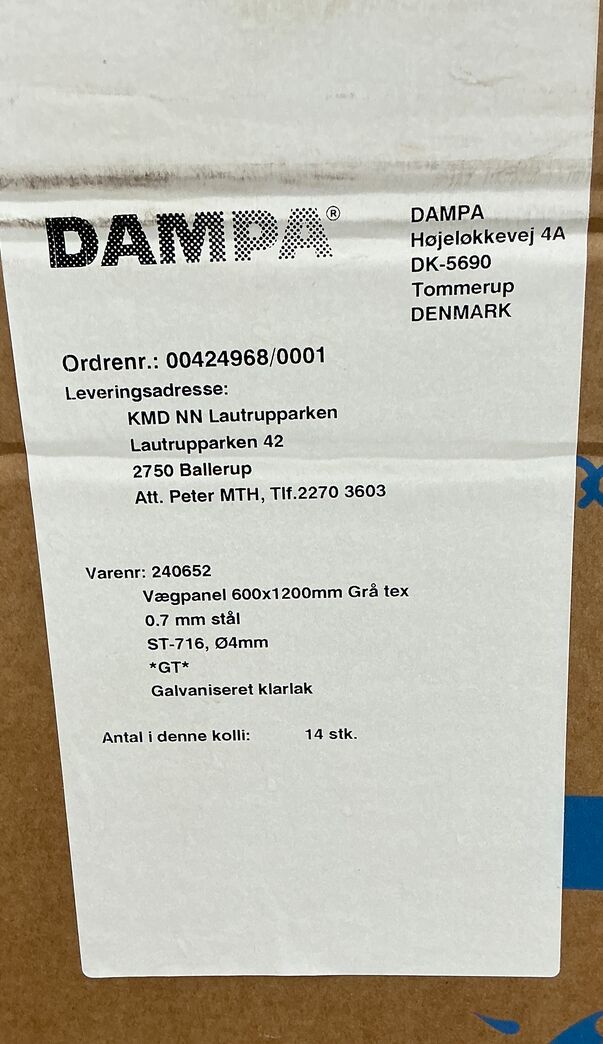 DAMPA®
DAMPA
Højeløkkevej 4A
DK-5690
Tommerup
DENMARK
Ordrenr.: 00424968/0001
Leveringsadresse:
KMD NN Lautrupparken
Lautrupparken 42
2750 Ballerup
Att. Peter MTH, Tlf.2270 3603
Varenr: 240652
Vægpanel 600x1200mm Grå tex
0.7 mm stål
ST-716, Ø4mm
*GT*
Galvaniseret klarlak
Antal i denne kolli: 14 stk.